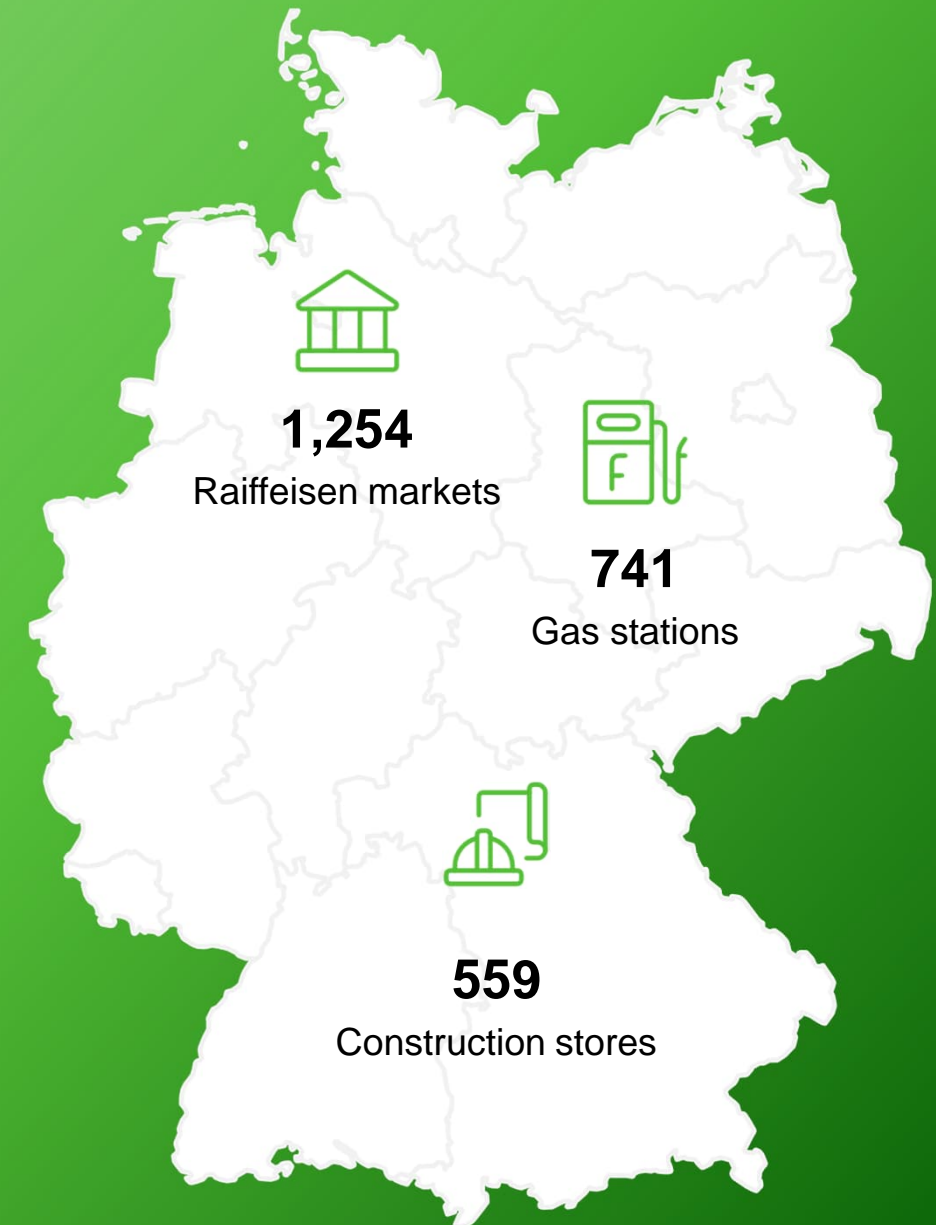 1,254
Raiffeisen markets
F
741
Gas stations
559
Construction stores